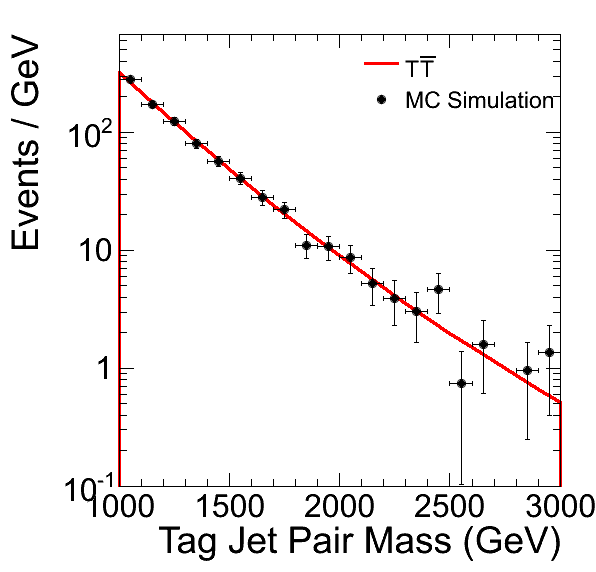 Events / GeV
TT̅
MC Simulation
10²
10
1
10⁻¹
1000 1500 2000 2500 3000
Tag Jet Pair Mass (GeV)